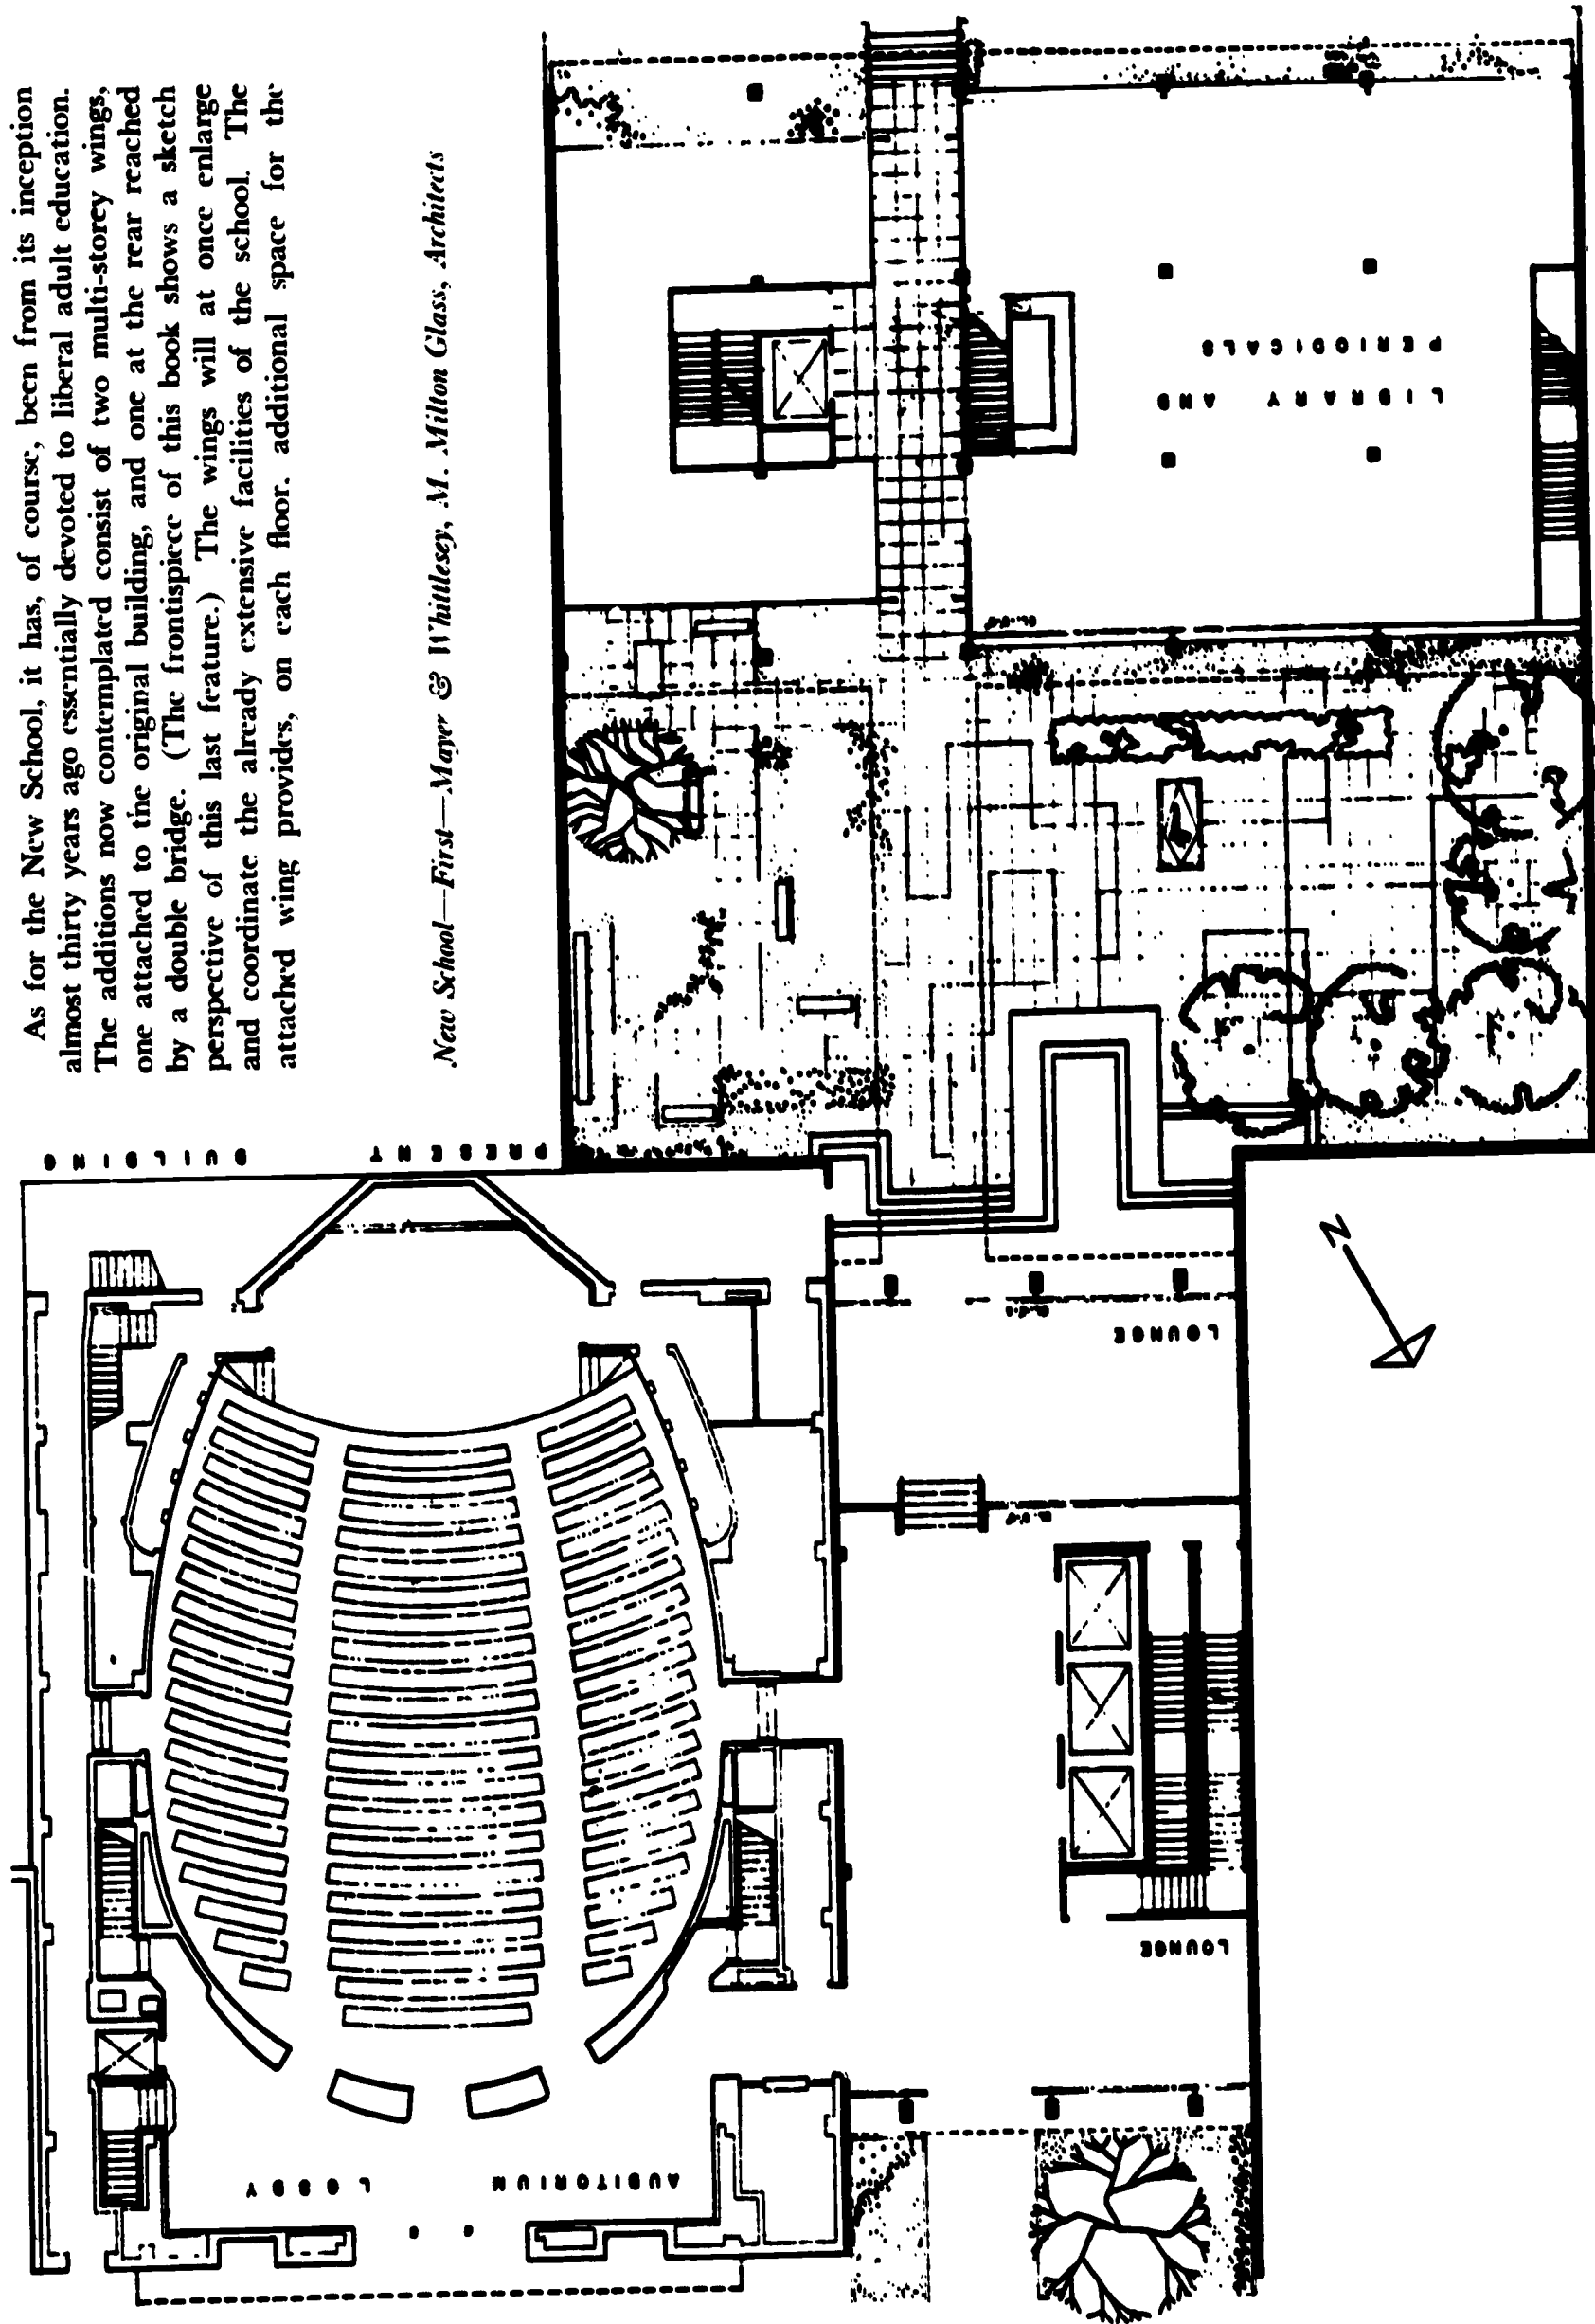 As for the New School, it has, of course, been from its inception
almost thirty years ago essentially devoted to liberal adult education.
The additions now contemplated consist of two multi-storey wings,
one attached to the original building, and one at the rear reached
by a double bridge. (The frontispiece of this book shows a sketch
perspective of this last feature.) The wings will at once enlarge
and coordinate the already extensive facilities of the school. The
attached wing provides, on each floor. additional space for the
New School—First—Mayer & Whittlesey, M. Milton Glass, Architects
PRESENT BUILDING
LIBRARY AND
PERIODICALS
LOUNGE
LOUNGE
AUDITORIUM LOBBY
N